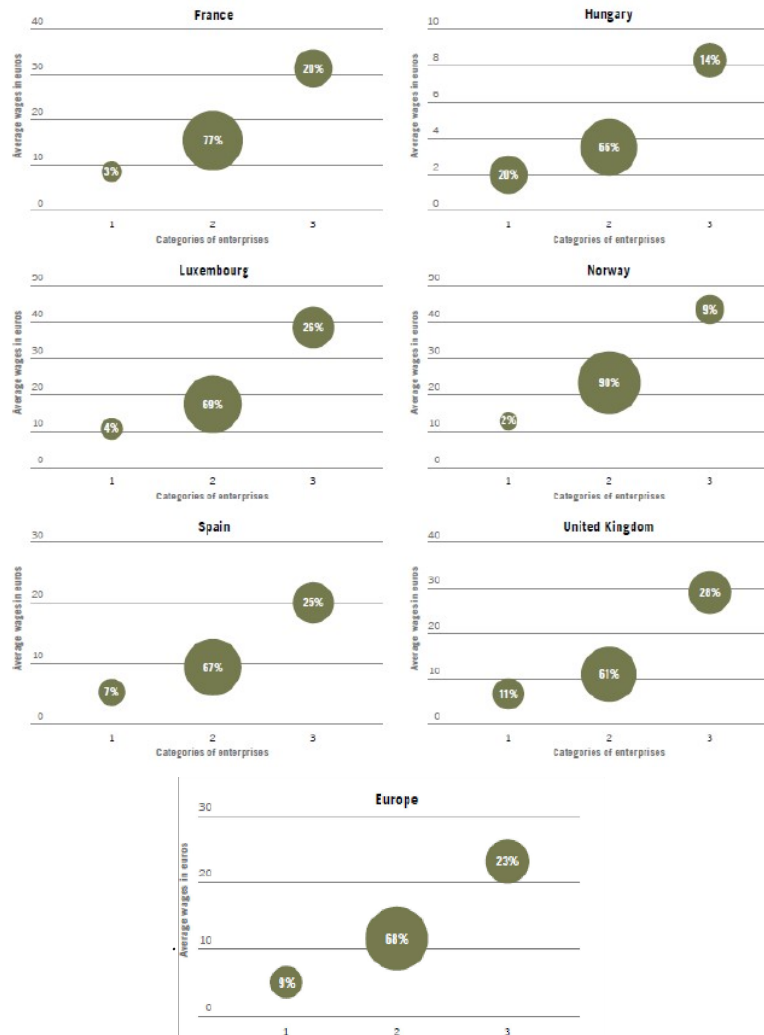 France
Average wages in euros
40
30
20
10
0
20%
77%
3%
1 2 3
Categories of enterprises
Hungary
Average wages in euros
10
8
6
4
2
0
14%
66%
20%
1 2 3
Categories of enterprises
Luxembourg
Average wages in euros
50
40
30
20
10
0
26%
69%
4%
1 2 3
Categories of enterprises
Norway
Average wages in euros
50
40
30
20
10
0
9%
90%
2%
1 2 3
Categories of enterprises
Spain
Average wages in euros
30
20
10
0
25%
67%
7%
1 2 3
Categories of enterprises
United Kingdom
Average wages in euros
40
30
20
10
0
28%
61%
11%
1 2 3
Categories of enterprises
Europe
Average wages in euros
30
20
10
0
23%
68%
9%
1 2 3